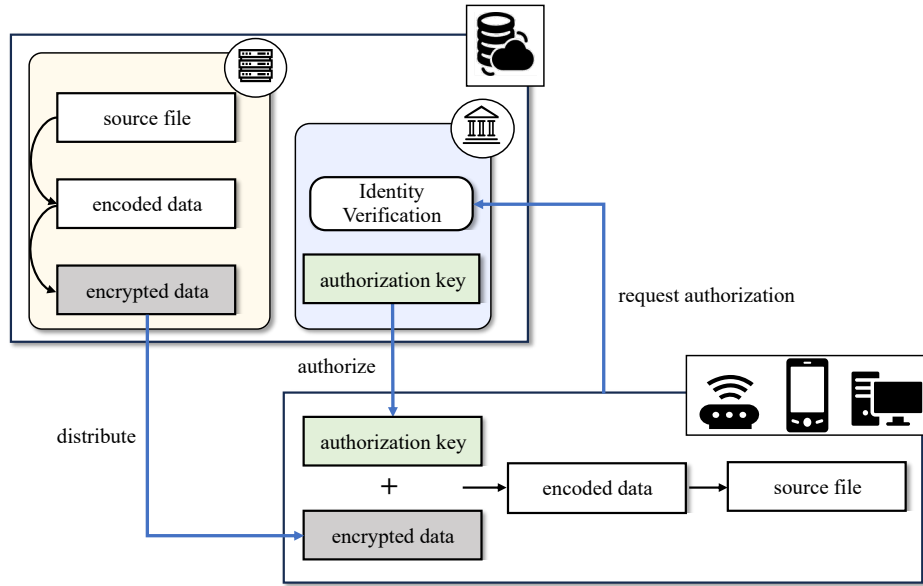 source file
encoded data
encrypted data
Identity
Verification
authorization key
request authorization
authorize
distribute
authorization key
+
encrypted data
encoded data
source file